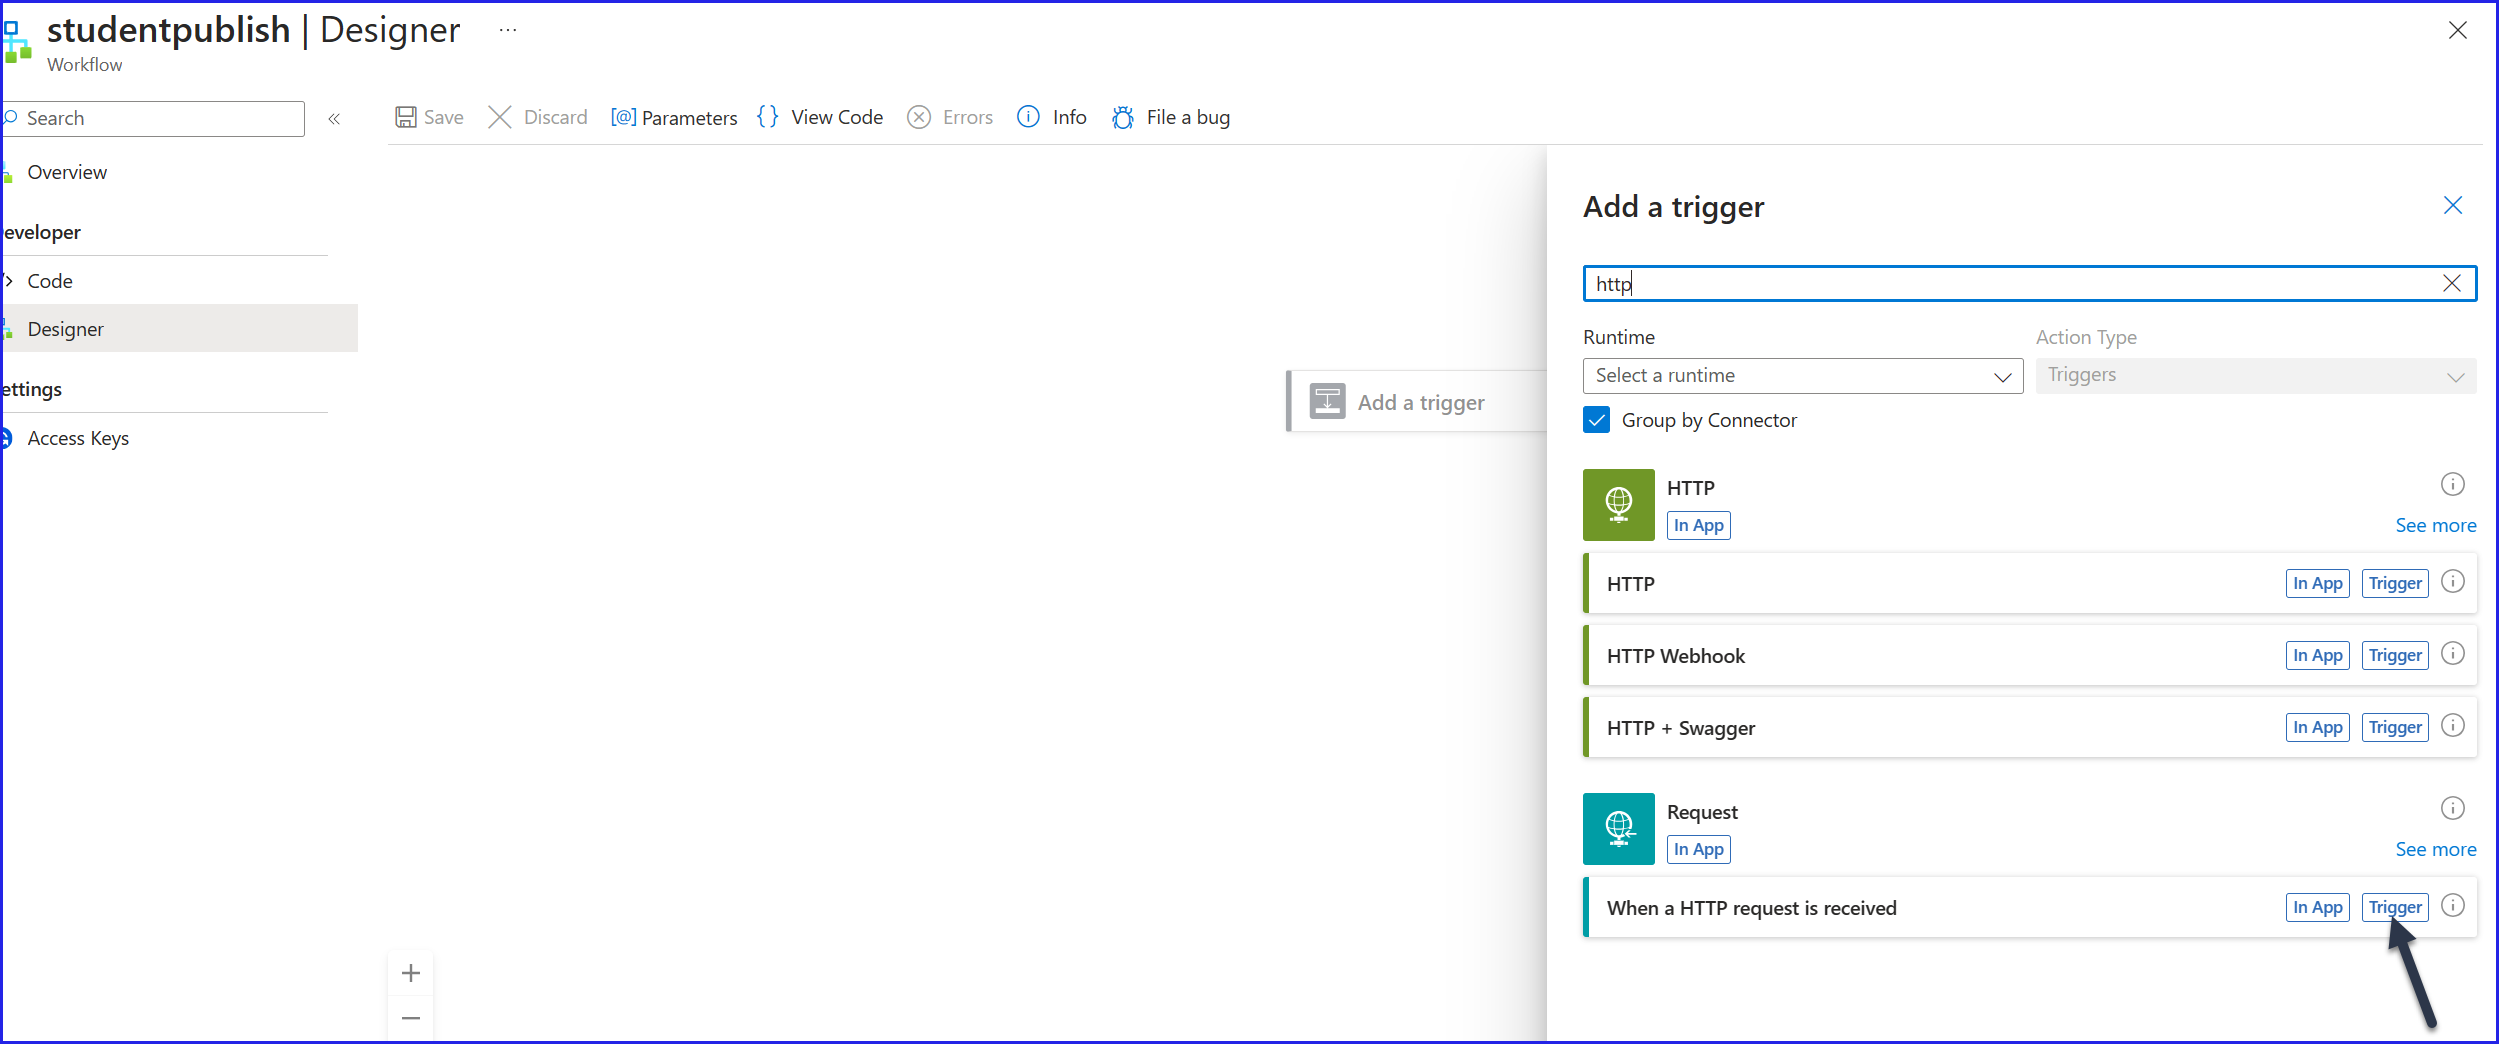 studentpublish | Designer ...
Workflow
Search
«
Save Discard [@] Parameters {} View Code Errors Info File a bug
Overview
eveloper
Code
Designer
ettings
Access Keys
Add a trigger
Add a trigger
http
Runtime Action Type
Select a runtime Triggers
Group by Connector
HTTP
In App
See more
HTTP In App Trigger
HTTP Webhook In App Trigger
HTTP + Swagger In App Trigger
Request
In App
See more
When a HTTP request is received In App Trigger